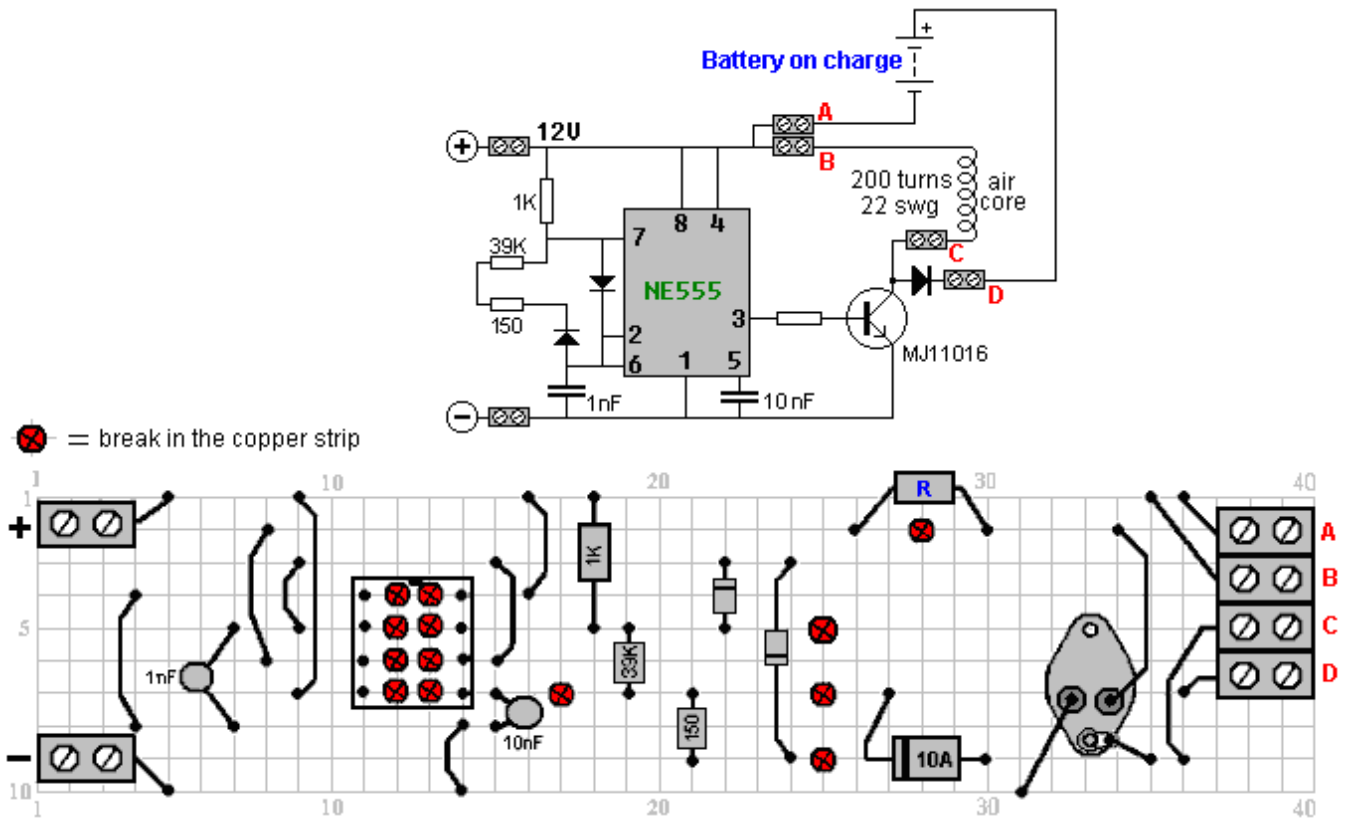 +
Battery on charge
A
+ 12V
B
200 turns air
22 swg core
1K
8 4
39K 7
C
NE555
D
150 3
2
MJ11016
6 1 5
1nF 10nF
−
= break in the copper strip
1 10 20 30 40
1 R
+ 1K A
B
5 C
39K
1nF D
150
10nF
− 10A
10
1 10 20 30 40